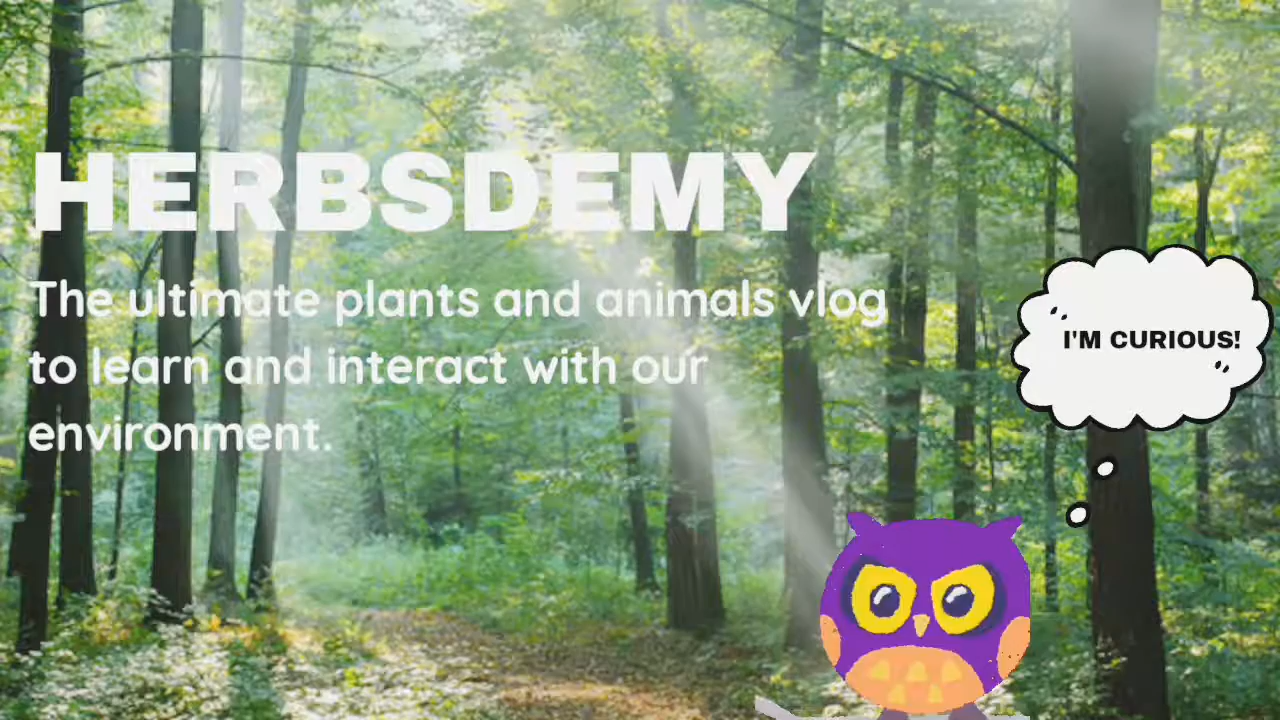 HERBSDEMY
The ultimate plants and animals vlog
to learn and interact with our
environment.
I'M CURIOUS!